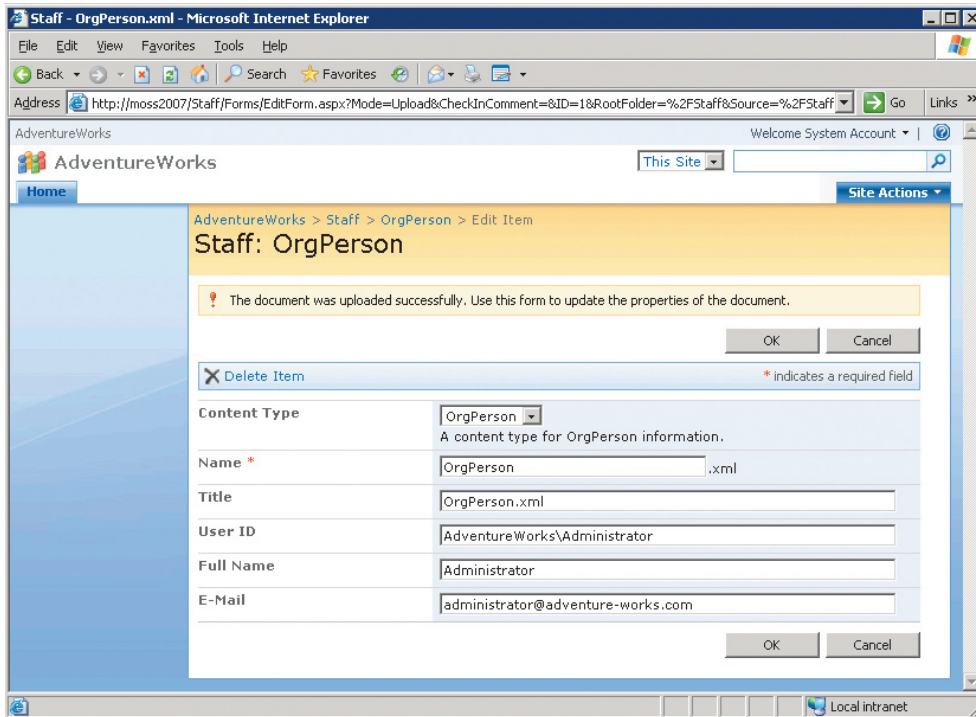 Staff - OrgPerson.xml - Microsoft Internet Explorer
File Edit View Favorites Tools Help
Back Search Favorites
Address http://moss2007/Staff/Forms/EditForm.aspx?Mode=Upload&CheckInComment=&ID=1&RootFolder=%2FStaff&Source=%2FStaff Go Links »
AdventureWorks Welcome System Account
AdventureWorks This Site
Home Site Actions
AdventureWorks > Staff > OrgPerson > Edit Item
Staff: OrgPerson
The document was uploaded successfully. Use this form to update the properties of the document.
OK Cancel
Delete Item * indicates a required field
Content Type OrgPerson
A content type for OrgPerson information.
Name * OrgPerson .xml
Title OrgPerson.xml
User ID AdventureWorks\Administrator
Full Name Administrator
E-Mail administrator@adventure-works.com
OK Cancel
Local intranet